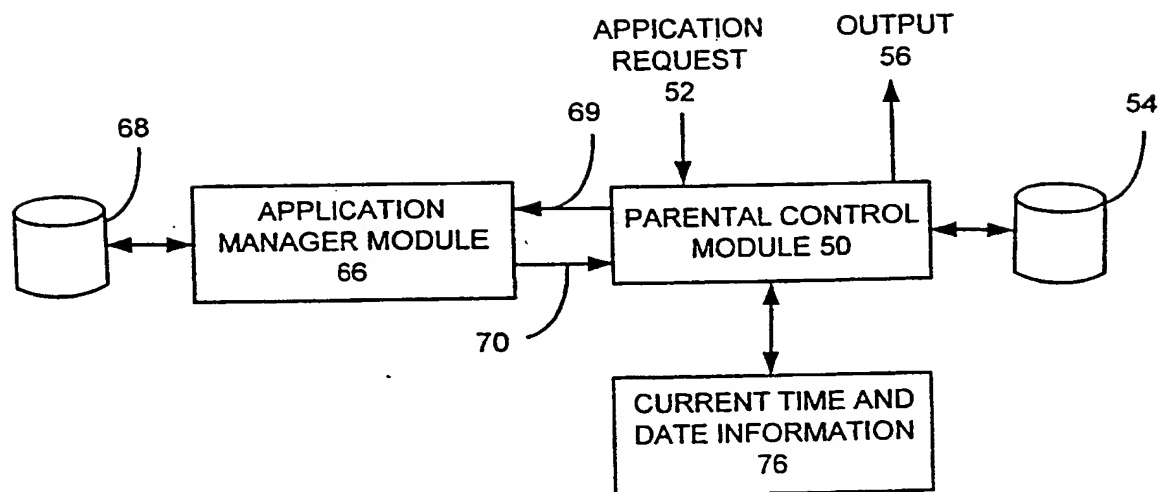 APPICATION
REQUEST
52
OUTPUT
56
54
68
69
APPLICATION
MANAGER MODULE
66
PARENTAL CONTROL
MODULE 50
70
CURRENT TIME AND
DATE INFORMATION
76